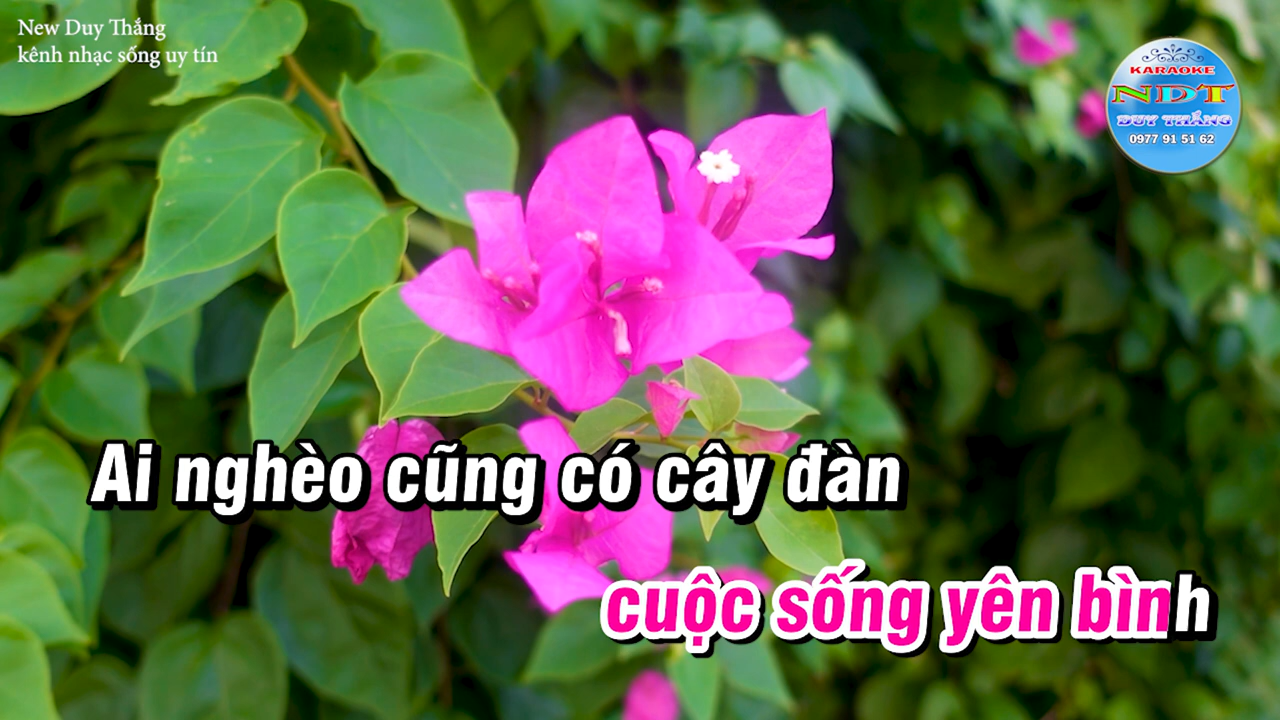 New Duy Thắng
kênh nhạc sống uy tín
KARAOKE
NDT
DUY THẮNG
0977 91 51 62
Ai nghèo cũng có cây đàn
cuộc sống yên bình